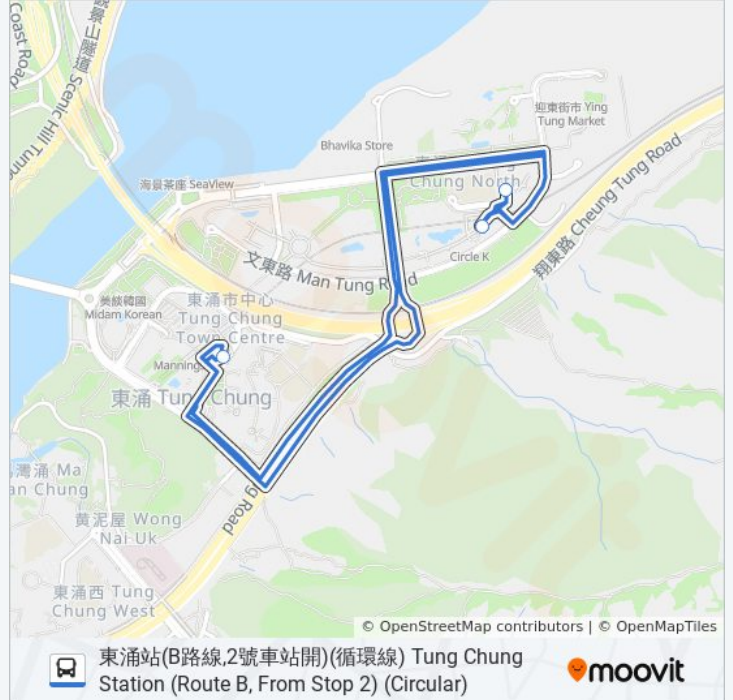 Coast Road
觀景山隧道 Scenic Hill Tunn
迎東街市 Ying
Tung Market
Bhavika Store
海景茶座 SeaView
Chung North
翔東路 Cheung Tung Road
文東路 Man Tung Road
Circle K
美談韓國
Midam Korean
東涌市中心
Tung Chung
Town Centre
Manning
東涌 Tung Chung
灣涌 Ma
an Chung
g Road
黄泥屋 Wong
Nai Uk
東涌西 Tung
Chung West
© OpenStreetMap contributors | © OpenMapTiles
東涌站(B路線,2號車站開)(循環線) Tung Chung
Station (Route B, From Stop 2) (Circular)
moovit